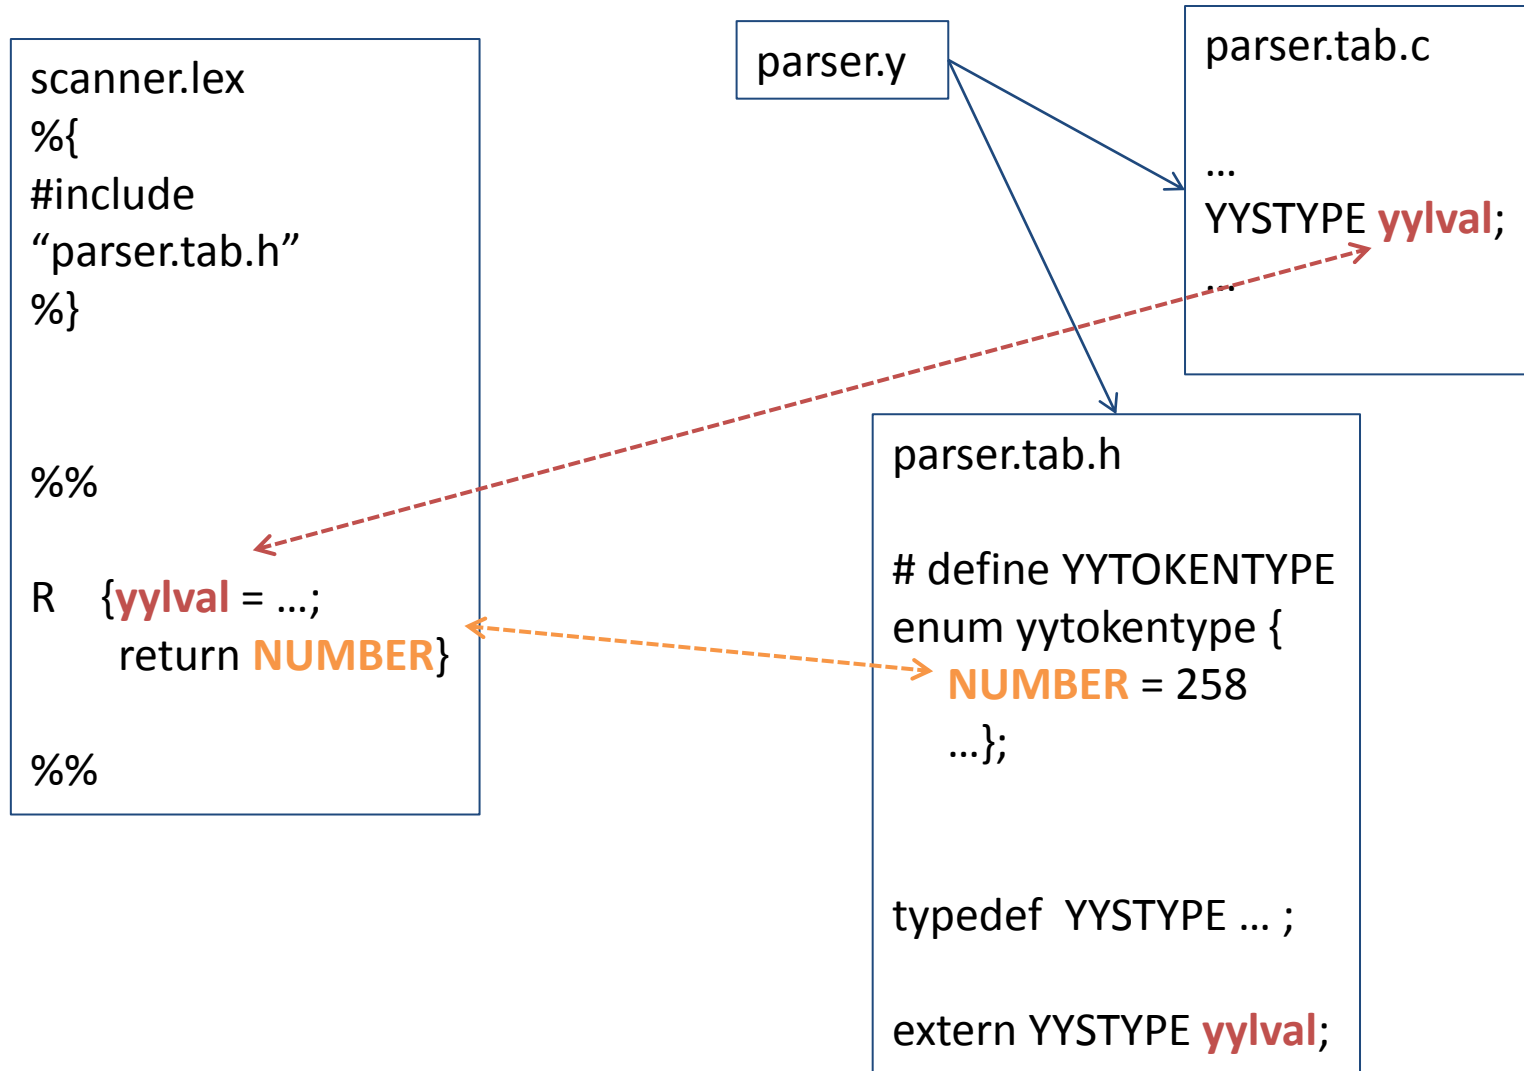 scanner.lex
%{
#include
“parser.tab.h”
%}
%%
R {yylval = …;
return NUMBER}
%%
parser.y
parser.tab.c
…
YYSTYPE yylval;
…
parser.tab.h
# define YYTOKENTYPE
enum yytokentype {
NUMBER = 258
…};
typedef YYSTYPE … ;
extern YYSTYPE yylval;